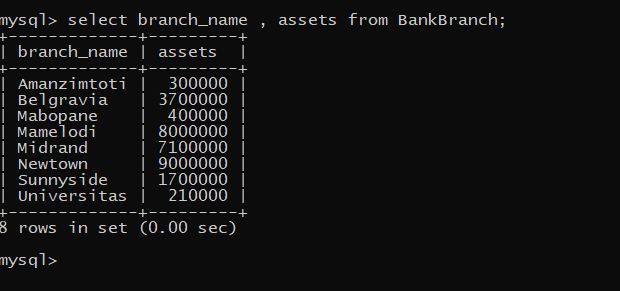 mysql> select branch_name , assets from BankBranch;
+-------------+---------+
| branch_name | assets  |
+-------------+---------+
| Amanzimtoti |  300000 |
| Belgravia   | 3700000 |
| Mabopane    |  400000 |
| Mamelodi    | 8000000 |
| Midrand     | 7100000 |
| Newtown     | 9000000 |
| Sunnyside   | 1700000 |
| Universitas |  210000 |
+-------------+---------+
8 rows in set (0.00 sec)
mysql>